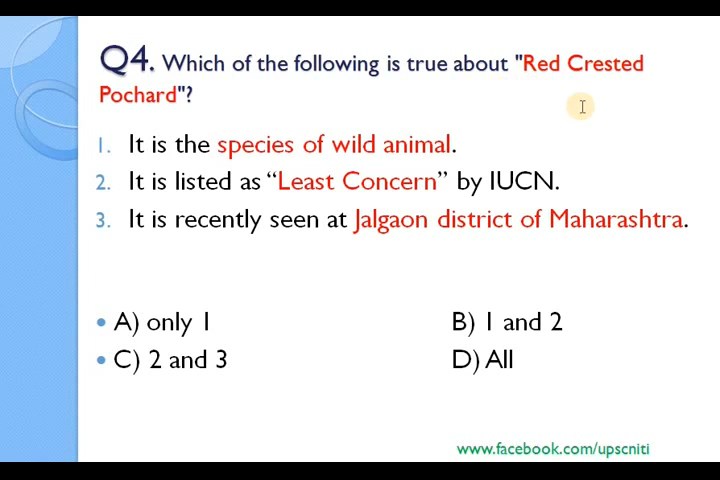 Q4. Which of the following is true about "Red Crested
Pochard"?
1. It is the species of wild animal.
2. It is listed as “Least Concern” by IUCN.
3. It is recently seen at Jalgaon district of Maharashtra.
• A) only 1 B) 1 and 2
• C) 2 and 3 D) All
www.facebook.com/upscniti